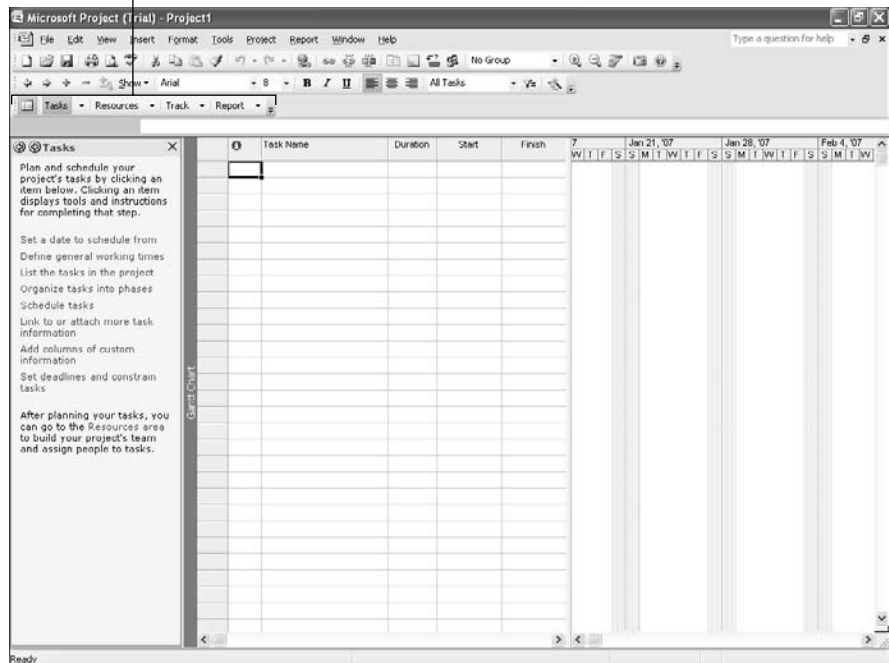 Microsoft Project (Trial) - Project1
File Edit View Insert Format Tools Project Report Window Help
Type a question for help
No Group
Show Arial 8 B I U All Tasks
Tasks Resources Track Report
Tasks
Plan and schedule your
project's tasks by clicking an
item below. Clicking an item
displays tools and instructions
for completing that step.
Set a date to schedule from
Define general working times
List the tasks in the project
Organize tasks into phases
Schedule tasks
Link to or attach more task
information
Add columns of custom
information
Set deadlines and constrain
tasks
After planning your tasks, you
can go to the Resources area
to build your project's team
and assign people to tasks.
Gantt Chart
Task Name Duration Start Finish
7 Jan 21, '07 Jan 28, '07 Feb 4, '07
W T F S S M T W T F S S M T W T F S S M T W
Ready